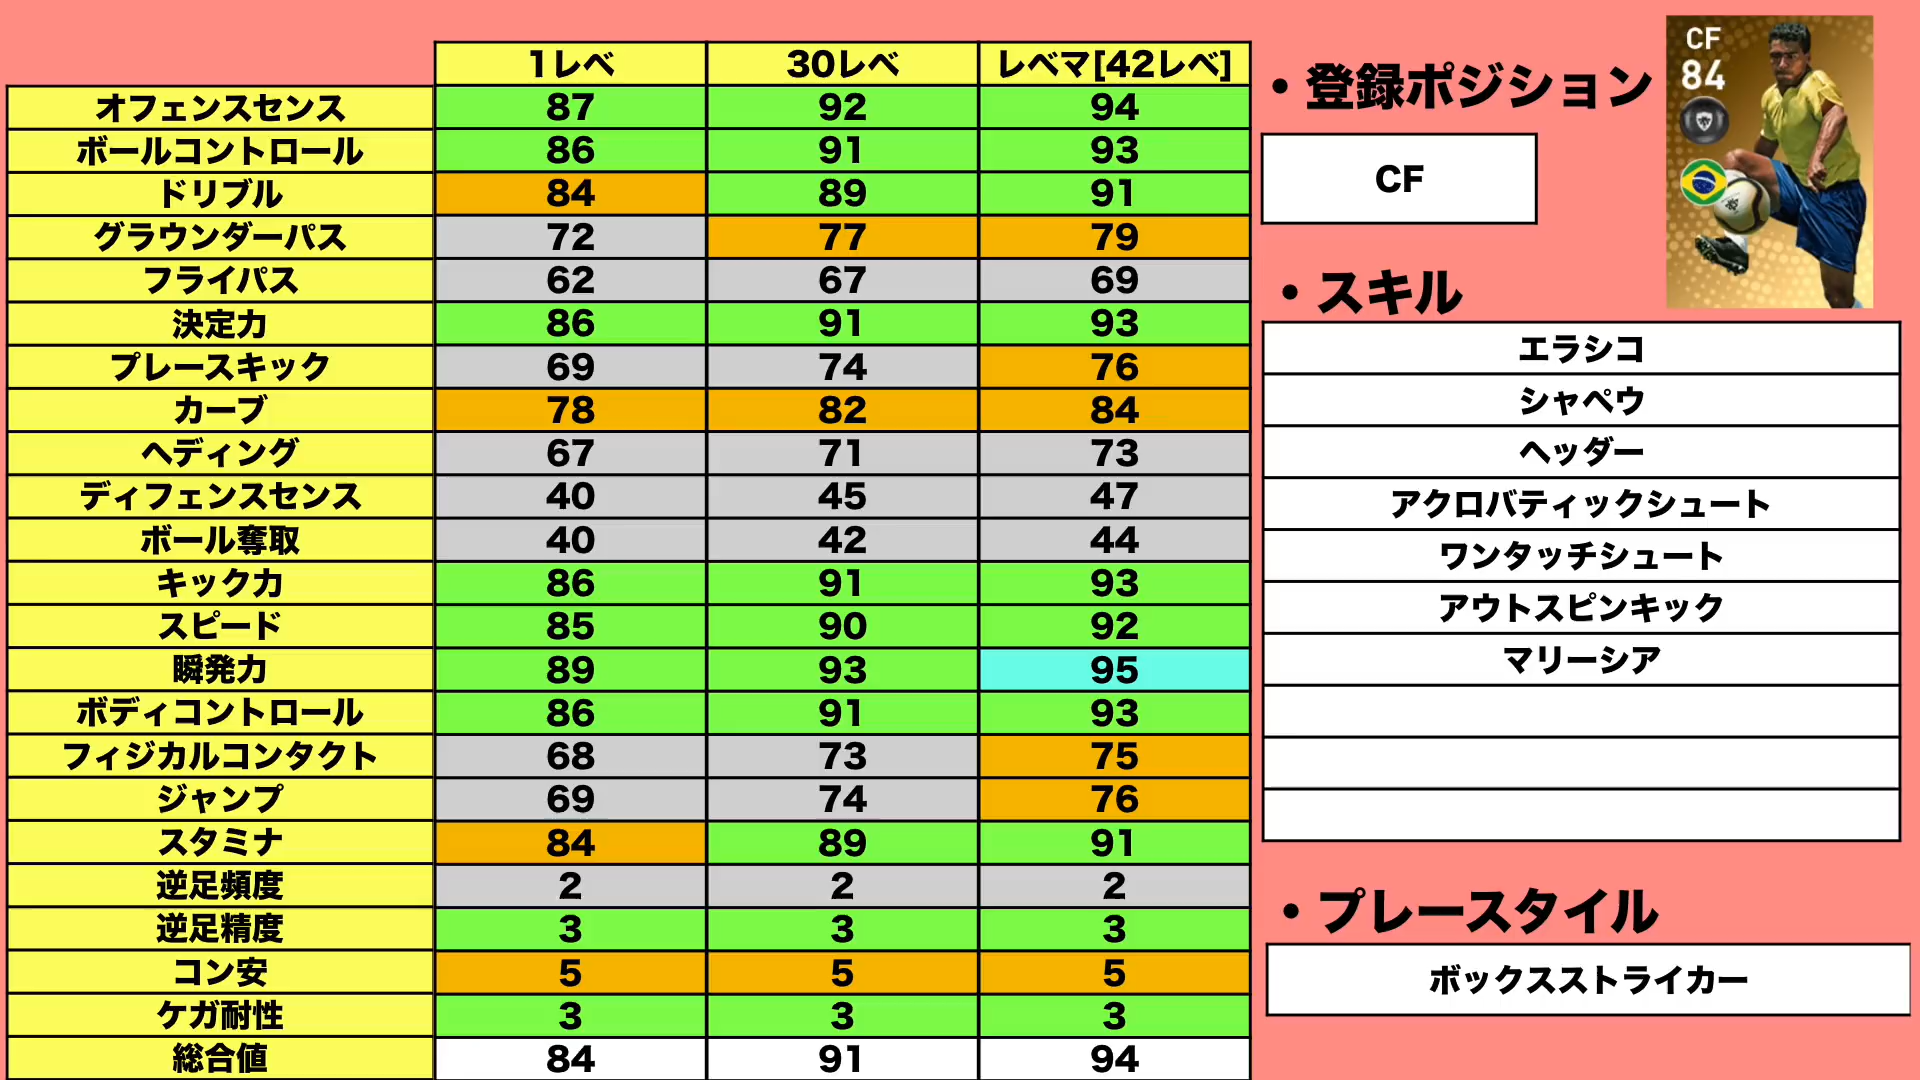 1レベ 30レベ レベマ[42レベ]
オフェンスセンス 87 92 94
ボールコントロール 86 91 93
ドリブル 84 89 91
グラウンダーパス 72 77 79
フライパス 62 67 69
決定力 86 91 93
プレースキック 69 74 76
カーブ 78 82 84
ヘディング 67 71 73
ディフェンスセンス 40 45 47
ボール奪取 40 42 44
キック力 86 91 93
スピード 85 90 92
瞬発力 89 93 95
ボディコントロール 86 91 93
フィジカルコンタクト 68 73 75
ジャンプ 69 74 76
スタミナ 84 89 91
逆足頻度 2 2 2
逆足精度 3 3 3
コン安 5 5 5
ケガ耐性 3 3 3
総合値 84 91 94
・登録ポジション
CF
CF
84
・スキル
エラシコ
シャペウ
ヘッダー
アクロバティックシュート
ワンタッチシュート
アウトスピンキック
マリーシア
・プレースタイル
ボックスストライカー